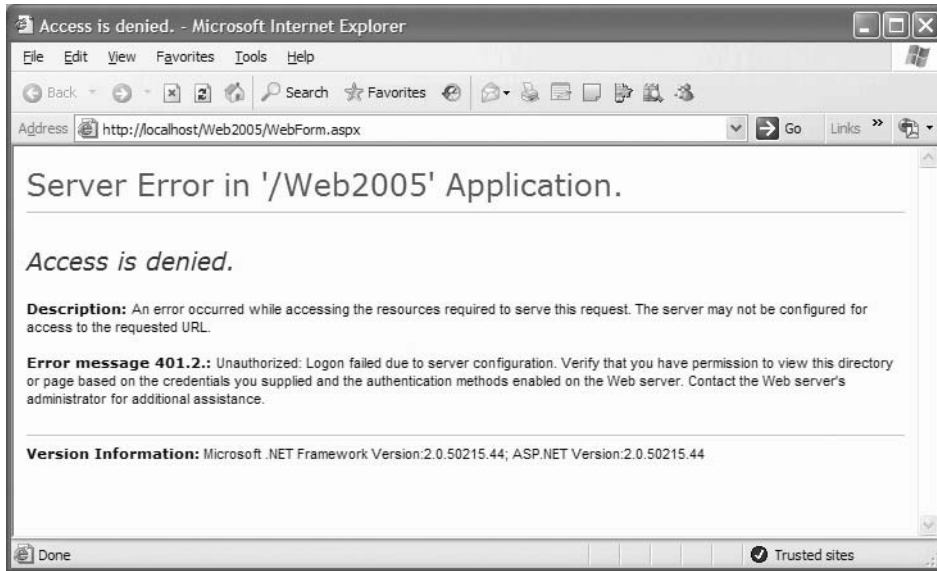 Access is denied. - Microsoft Internet Explorer
File Edit View Favorites Tools Help
Back Search Favorites
Address http://localhost/Web2005/WebForm.aspx Go Links »
Server Error in '/Web2005' Application.
Access is denied.
Description: An error occurred while accessing the resources required to serve this request. The server may not be configured for
access to the requested URL.
Error message 401.2.: Unauthorized: Logon failed due to server configuration. Verify that you have permission to view this directory
or page based on the credentials you supplied and the authentication methods enabled on the Web server. Contact the Web server's
administrator for additional assistance.
Version Information: Microsoft .NET Framework Version:2.0.50215.44; ASP.NET Version:2.0.50215.44
Done Trusted sites